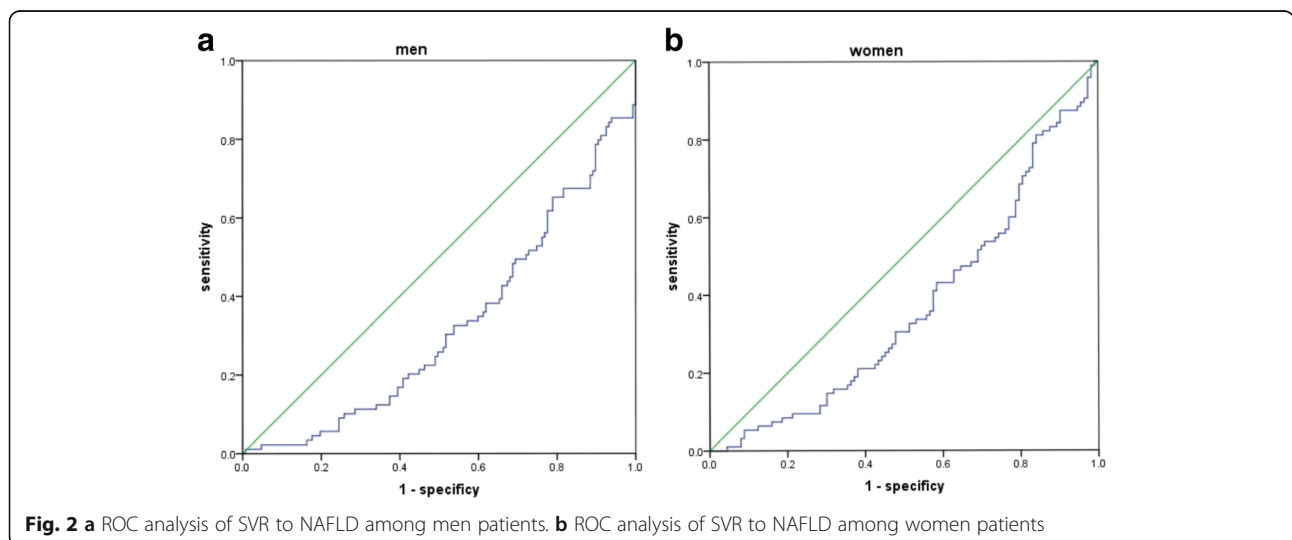 a
men
1.0
0.8
0.6
0.4
0.2
0.0
sensitivity
0.0 0.2 0.4 0.6 0.8 1.0
1 - specificy
b
women
1.0
0.8
0.6
0.4
0.2
0.0
sensitivity
0.0 0.2 0.4 0.6 0.8 1.0
1 - specificy
Fig. 2 a ROC analysis of SVR to NAFLD among men patients. b ROC analysis of SVR to NAFLD among women patients